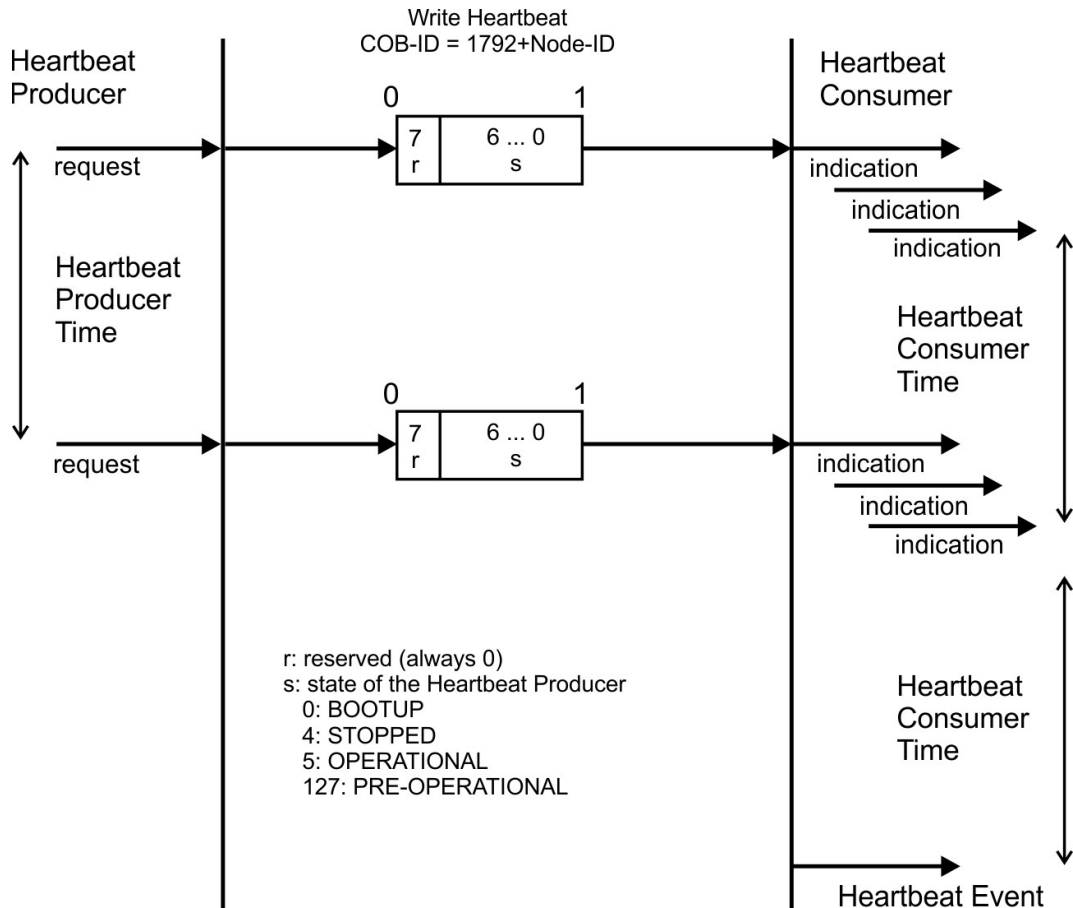 Write Heartbeat
COB-ID = 1792+Node-ID
Heartbeat
Producer
Heartbeat
Consumer
0 1
7 6 ... 0
r s
request
indication
indication
indication
Heartbeat
Producer
Time
Heartbeat
Consumer
Time
0 1
7 6 ... 0
r s
request
indication
indication
indication
r: reserved (always 0)
s: state of the Heartbeat Producer
0: BOOTUP
4: STOPPED
5: OPERATIONAL
127: PRE-OPERATIONAL
Heartbeat
Consumer
Time
Heartbeat Event